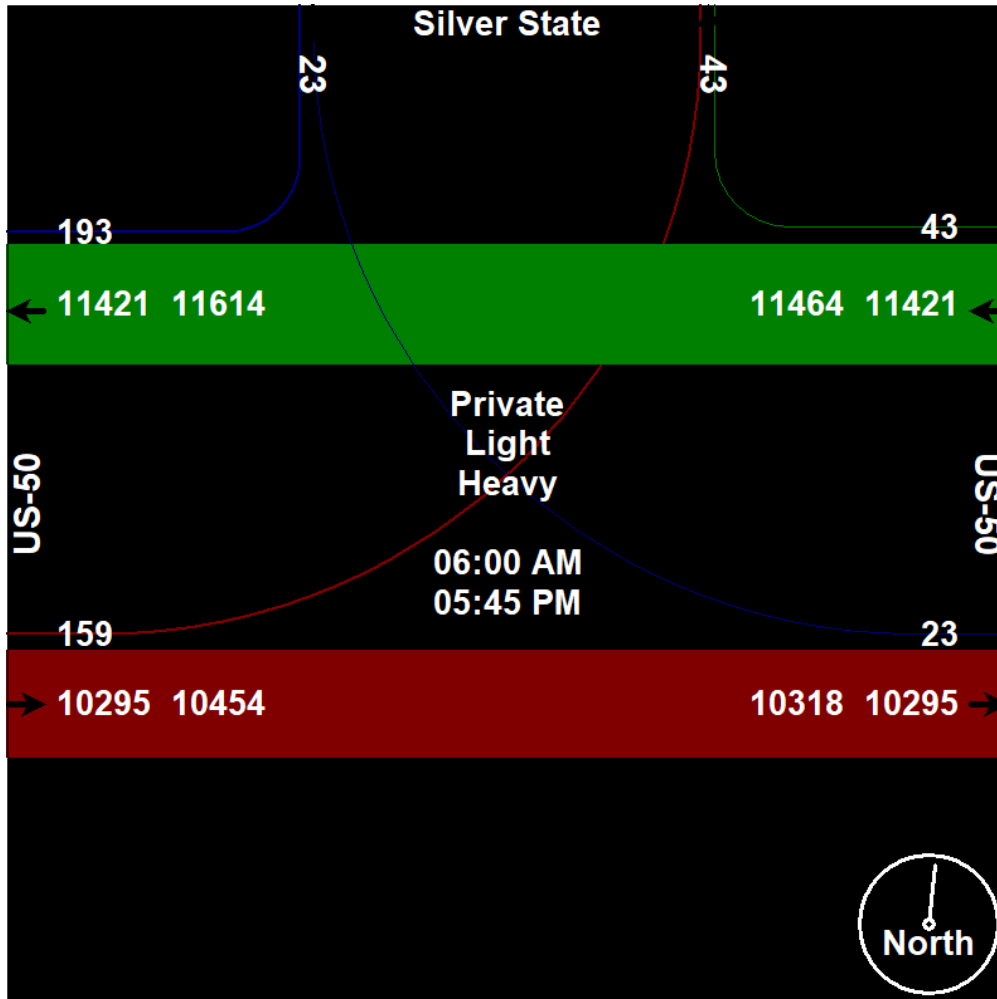 Silver State
23
43
193
43
11421 11614
11464 11421
Private
Light
Heavy
US-50
US-50
06:00 AM
05:45 PM
159
23
10295 10454
10318 10295
North